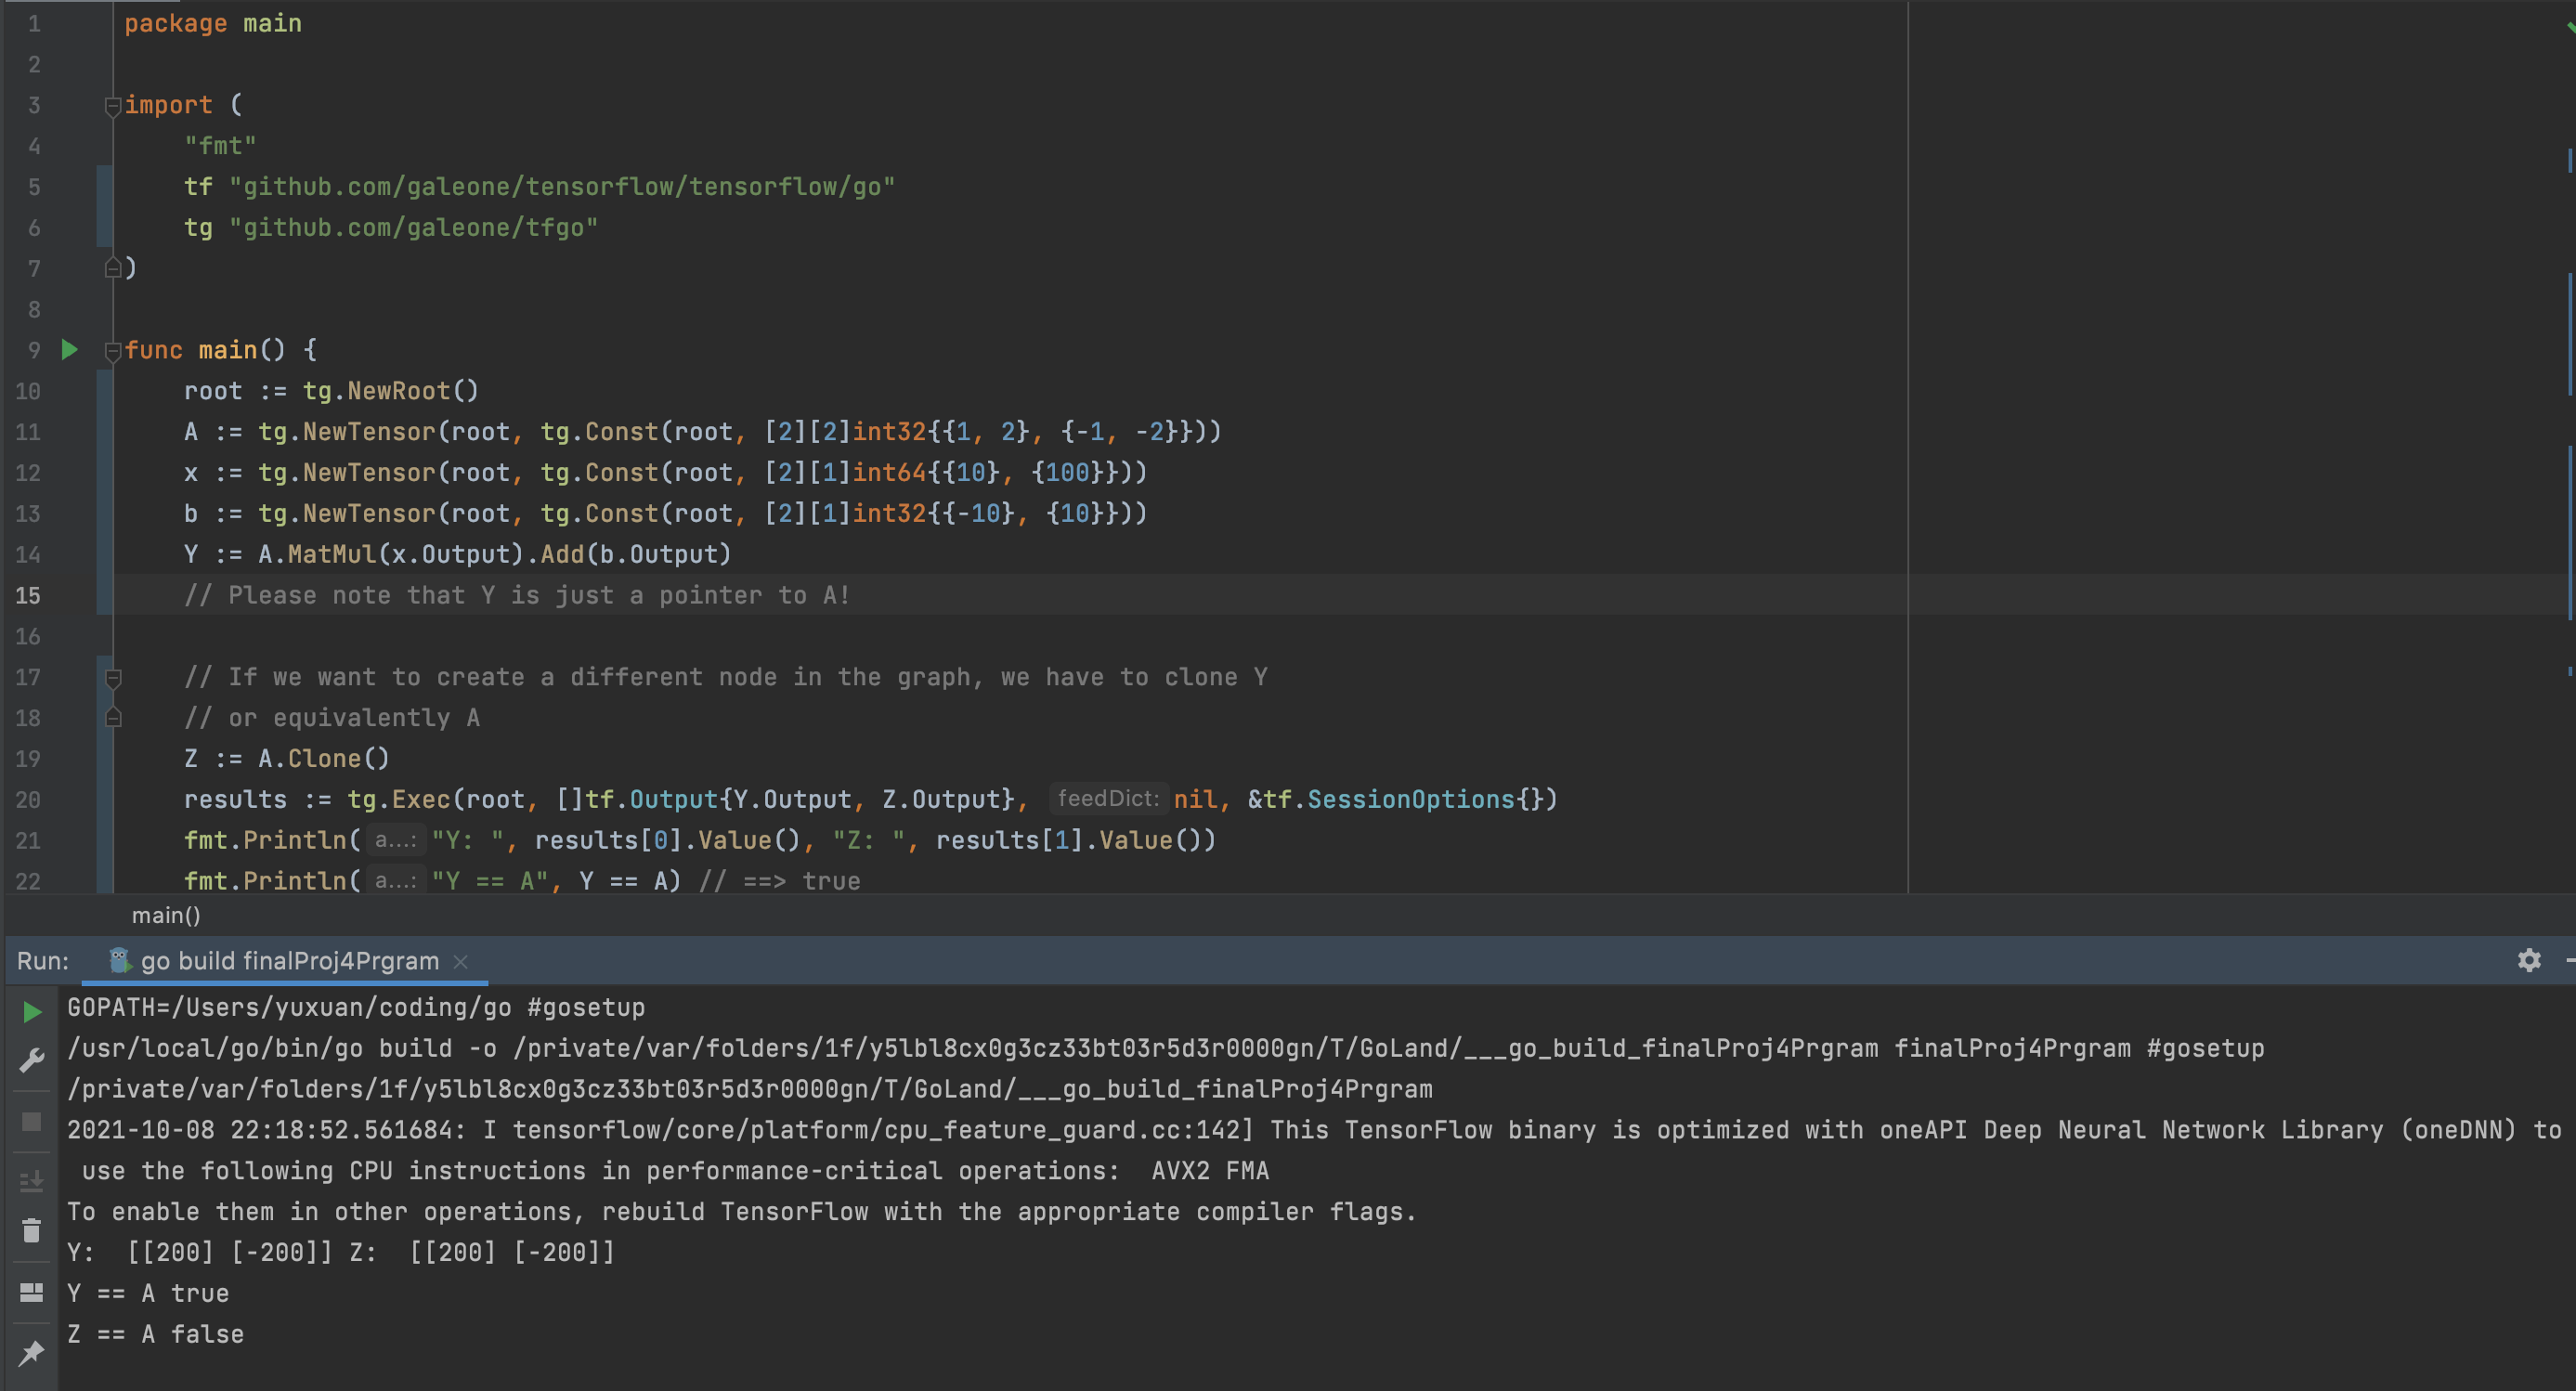 1 package main
2
3 import (
4 "fmt"
5 tf "github.com/galeone/tensorflow/tensorflow/go"
6 tg "github.com/galeone/tfgo"
7 )
8
9 func main() {
10 root := tg.NewRoot()
11 A := tg.NewTensor(root, tg.Const(root, [2][2]int32{{1, 2}, {-1, -2}}))
12 x := tg.NewTensor(root, tg.Const(root, [2][1]int64{{10}, {100}}))
13 b := tg.NewTensor(root, tg.Const(root, [2][1]int32{{-10}, {10}}))
14 Y := A.MatMul(x.Output).Add(b.Output)
15 // Please note that Y is just a pointer to A!
16
17 // If we want to create a different node in the graph, we have to clone Y
18 // or equivalently A
19 Z := A.Clone()
20 results := tg.Exec(root, []tf.Output{Y.Output, Z.Output}, feedDict: nil, &tf.SessionOptions{})
21 fmt.Println( a...: "Y: ", results[0].Value(), "Z: ", results[1].Value())
22 fmt.Println( a...: "Y == A", Y == A) // ==> true
main()
Run: go build finalProj4Prgram
GOPATH=/Users/yuxuan/coding/go #gosetup
/usr/local/go/bin/go build -o /private/var/folders/1f/y5lbl8cx0g3cz33bt03r5d3r0000gn/T/GoLand/___go_build_finalProj4Prgram finalProj4Prgram #gosetup
/private/var/folders/1f/y5lbl8cx0g3cz33bt03r5d3r0000gn/T/GoLand/___go_build_finalProj4Prgram
2021-10-08 22:18:52.561684: I tensorflow/core/platform/cpu_feature_guard.cc:142] This TensorFlow binary is optimized with oneAPI Deep Neural Network Library (oneDNN) to
use the following CPU instructions in performance-critical operations:  AVX2 FMA
To enable them in other operations, rebuild TensorFlow with the appropriate compiler flags.
Y:  [[200] [-200]] Z:  [[200] [-200]]
Y == A true
Z == A false